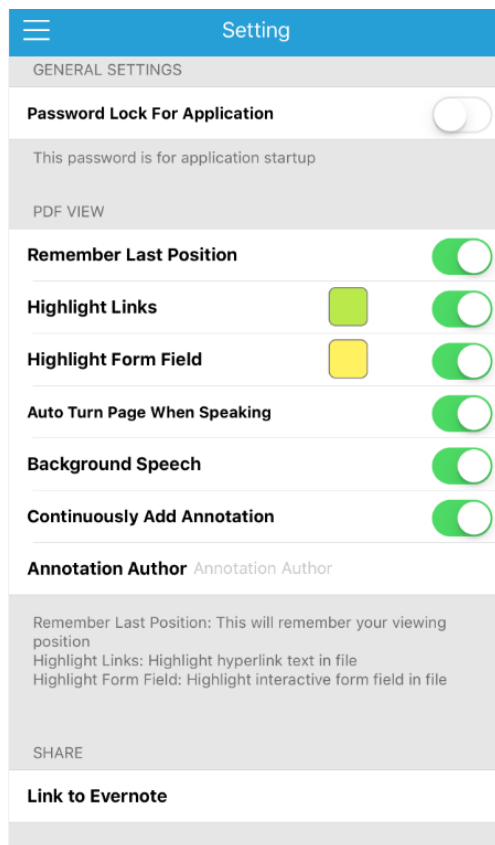 Setting
GENERAL SETTINGS
Password Lock For Application
This password is for application startup
PDF VIEW
Remember Last Position
Highlight Links
Highlight Form Field
Auto Turn Page When Speaking
Background Speech
Continuously Add Annotation
Annotation Author Annotation Author
Remember Last Position: This will remember your viewing
position
Highlight Links: Highlight hyperlink text in file
Highlight Form Field: Highlight interactive form field in file
SHARE
Link to Evernote